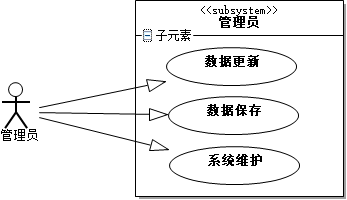 <<subsystem>>
管理员
子元素
数据更新
数据保存
系统维护
管理员